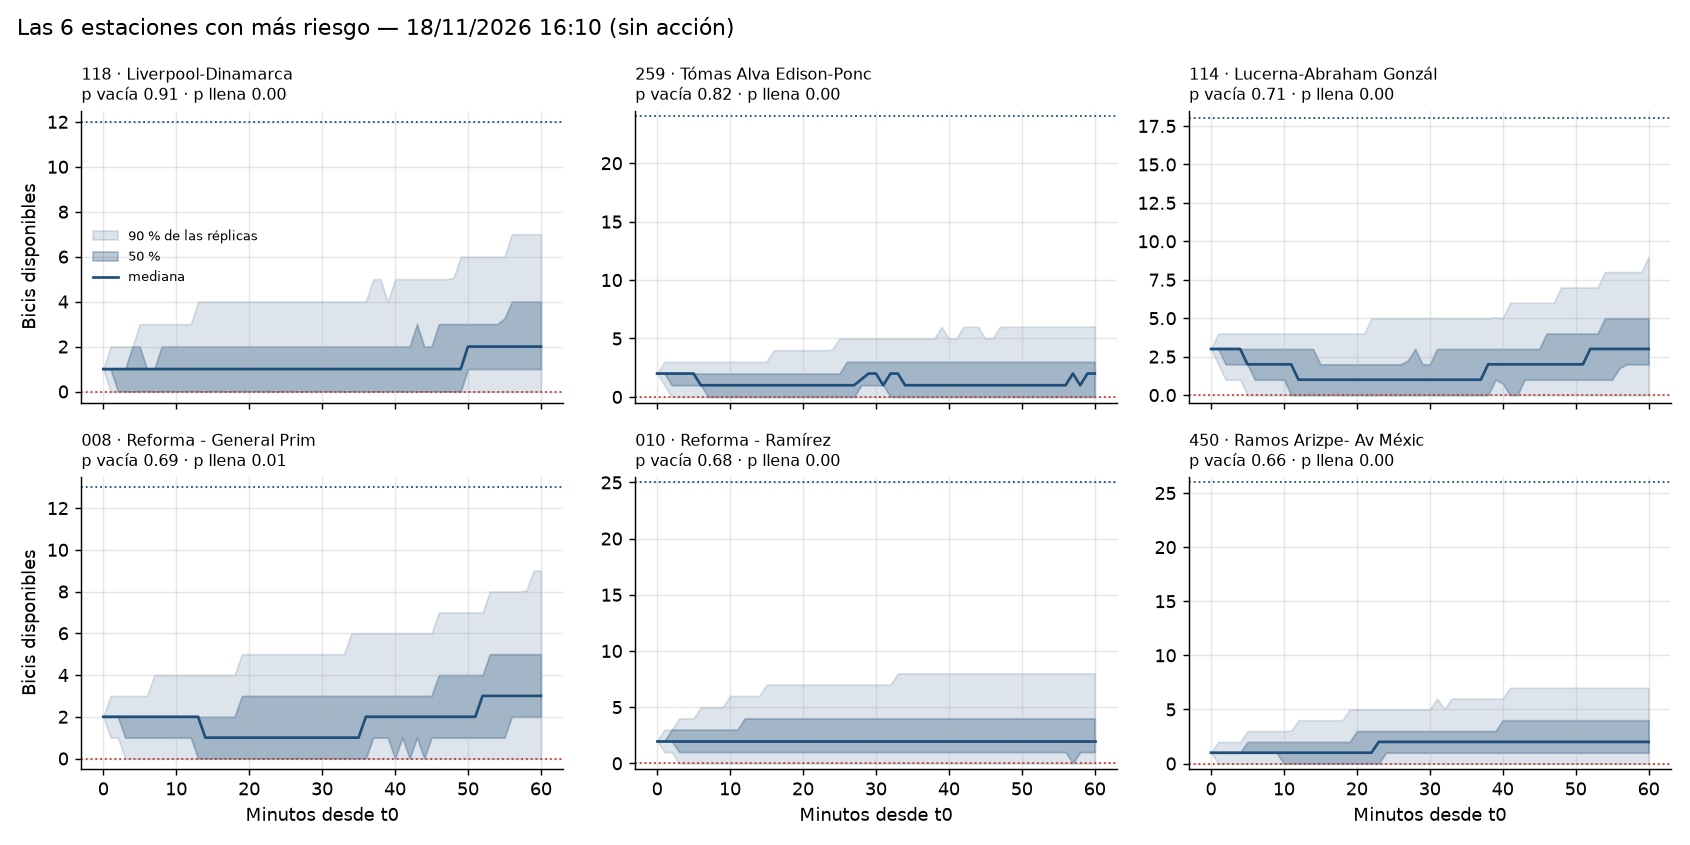 Las 6 estaciones con más riesgo — 18/11/2026 16:10 (sin acción)
118 · Liverpool-Dinamarca
p vacía 0.91 · p llena 0.00
12
10
8
6
4
2
0
Bicis disponibles
90 % de las réplicas
50 %
mediana
259 · Tómas Alva Edison-Ponc
p vacía 0.82 · p llena 0.00
20
15
10
5
0
114 · Lucerna-Abraham Gonzál
p vacía 0.71 · p llena 0.00
17.5
15.0
12.5
10.0
7.5
5.0
2.5
0.0
008 · Reforma - General Prim
p vacía 0.69 · p llena 0.01
12
10
8
6
4
2
0
Bicis disponibles
0 10 20 30 40 50 60
Minutos desde t0
010 · Reforma - Ramírez
p vacía 0.68 · p llena 0.00
25
20
15
10
5
0
0 10 20 30 40 50 60
Minutos desde t0
450 · Ramos Arizpe- Av Méxic
p vacía 0.66 · p llena 0.00
25
20
15
10
5
0
0 10 20 30 40 50 60
Minutos desde t0